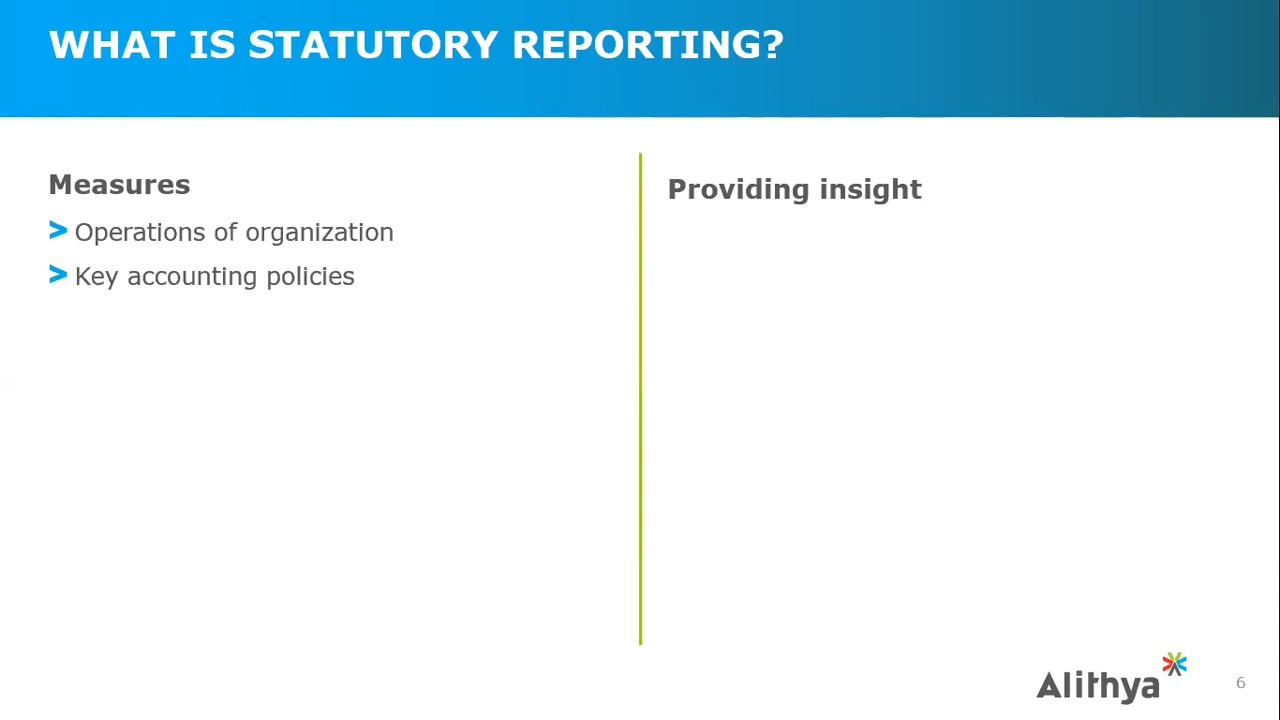 WHAT IS STATUTORY REPORTING?
Measures
> Operations of organization
> Key accounting policies
Providing insight
Alithya
6